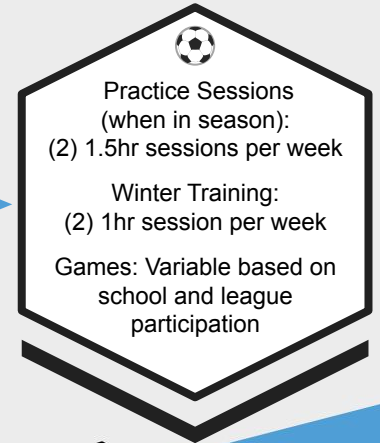 Practice Sessions
(when in season):
(2) 1.5hr sessions per week
Winter Training:
(2) 1hr session per week
Games: Variable based on
school and league
participation